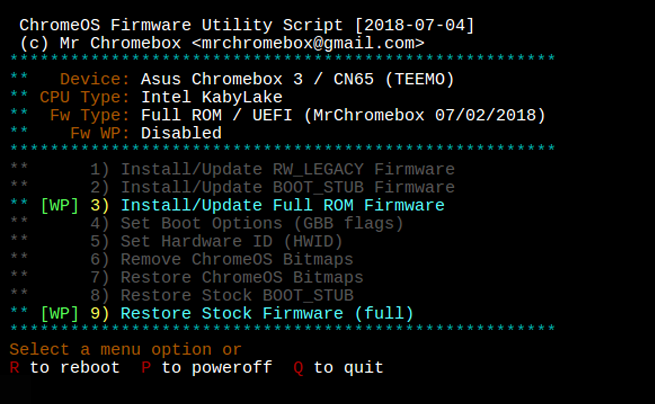 ChromeOS Firmware Utility Script [2018-07-04]
(c) Mr Chromebox <mrchromebox@gmail.com>
******************************************************
** Device: Asus Chromebox 3 / CN65 (TEEMO)
** CPU Type: Intel KabyLake
** Fw Type: Full ROM / UEFI (MrChromebox 07/02/2018)
** Fw WP: Disabled
******************************************************
** 1) Install/Update RW_LEGACY Firmware
** 2) Install/Update BOOT_STUB Firmware
** [WP] 3) Install/Update Full ROM Firmware
** 4) Set Boot Options (GBB flags)
** 5) Set Hardware ID (HWID)
** 6) Remove ChromeOS Bitmaps
** 7) Restore ChromeOS Bitmaps
** 8) Restore Stock BOOT_STUB
** [WP] 9) Restore Stock Firmware (full)
******************************************************
Select a menu option or
R to reboot P to poweroff Q to quit